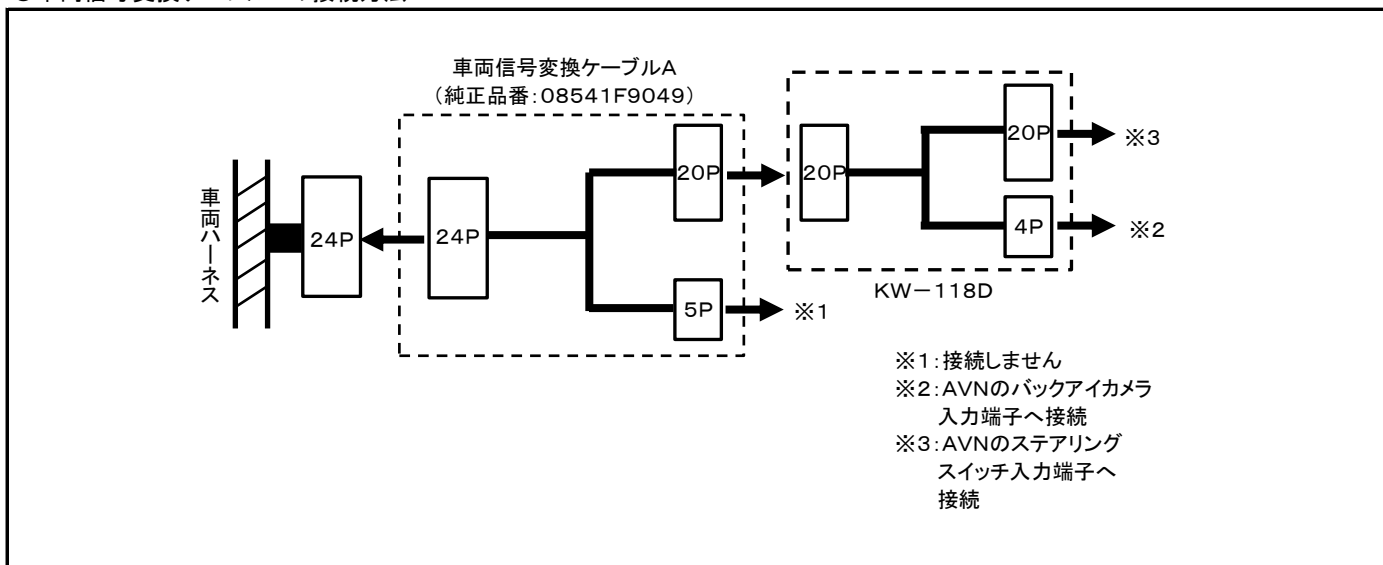 車両信号変換ケーブルA
(純正品番:08541F9049)
車両ハーネス
24P
24P
20P
5P
※1
20P
20P
※3
4P
※2
KW-118D
※1:接続しません
※2:AVNのバックアイカメラ
入力端子へ接続
※3:AVNのステアリング
スイッチ入力端子へ
接続